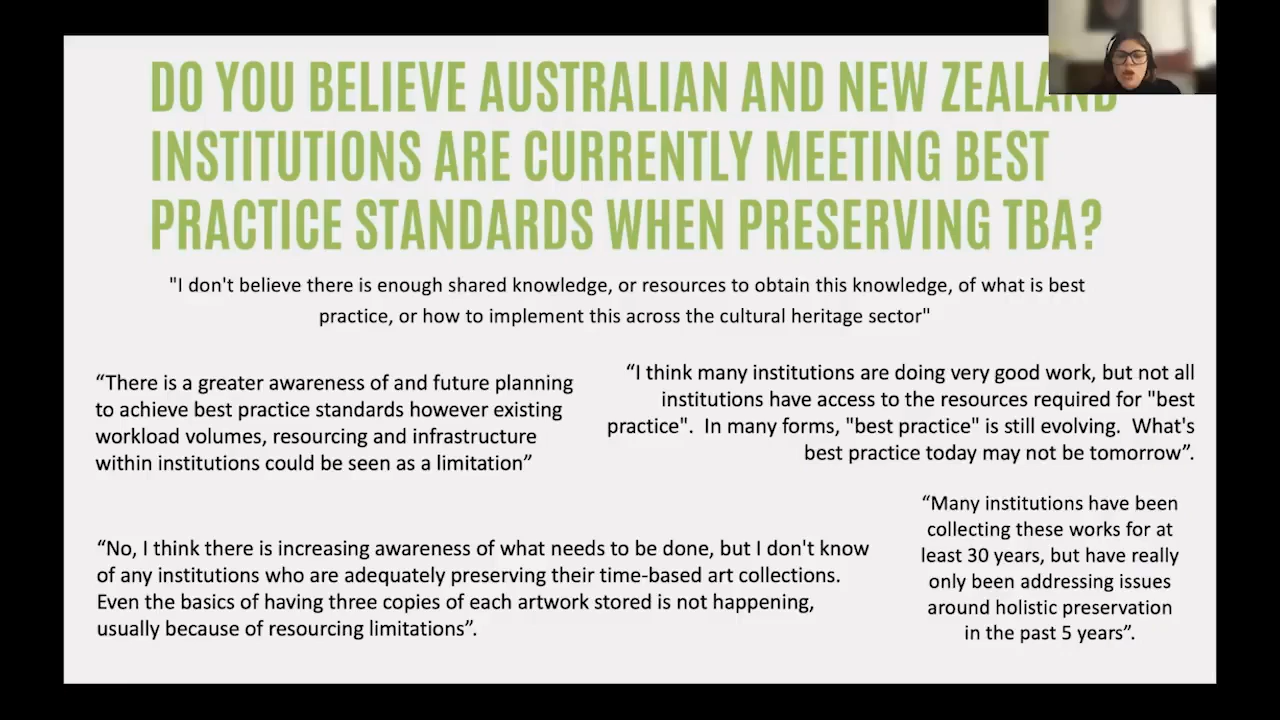 DO YOU BELIEVE AUSTRALIAN AND NEW ZEALAND
INSTITUTIONS ARE CURRENTLY MEETING BEST
PRACTICE STANDARDS WHEN PRESERVING TBA?
"I don't believe there is enough shared knowledge, or resources to obtain this knowledge, of what is best
practice, or how to implement this across the cultural heritage sector"
“There is a greater awareness of and future planning
to achieve best practice standards however existing
workload volumes, resourcing and infrastructure
within institutions could be seen as a limitation”
“I think many institutions are doing very good work, but not all
institutions have access to the resources required for "best
practice".  In many forms, "best practice" is still evolving.  What's
best practice today may not be tomorrow”.
“No, I think there is increasing awareness of what needs to be done, but I don't know
of any institutions who are adequately preserving their time-based art collections.
Even the basics of having three copies of each artwork stored is not happening,
usually because of resourcing limitations”.
“Many institutions have been
collecting these works for at
least 30 years, but have really
only been addressing issues
around holistic preservation
in the past 5 years”.